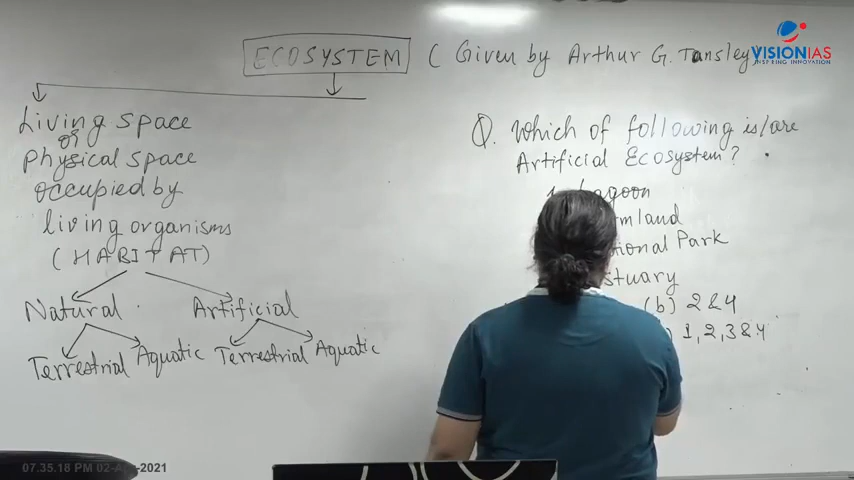 ECOSYSTEM ( Given by Arthur G. Tansley)
VISIONIAS
INSPIRING INNOVATION
Living space
or
Physical space
occupied by
living organisms
(HABITAT)
Natural Artificial
Terrestrial Aquatic Terrestrial Aquatic
Q. Which of following is/are
Artificial Ecosystem?
Lagoon
mland
tional Park
stuary
(b) 2&4
) 1,2,3&4
07.35.18 PM 02-A -2021